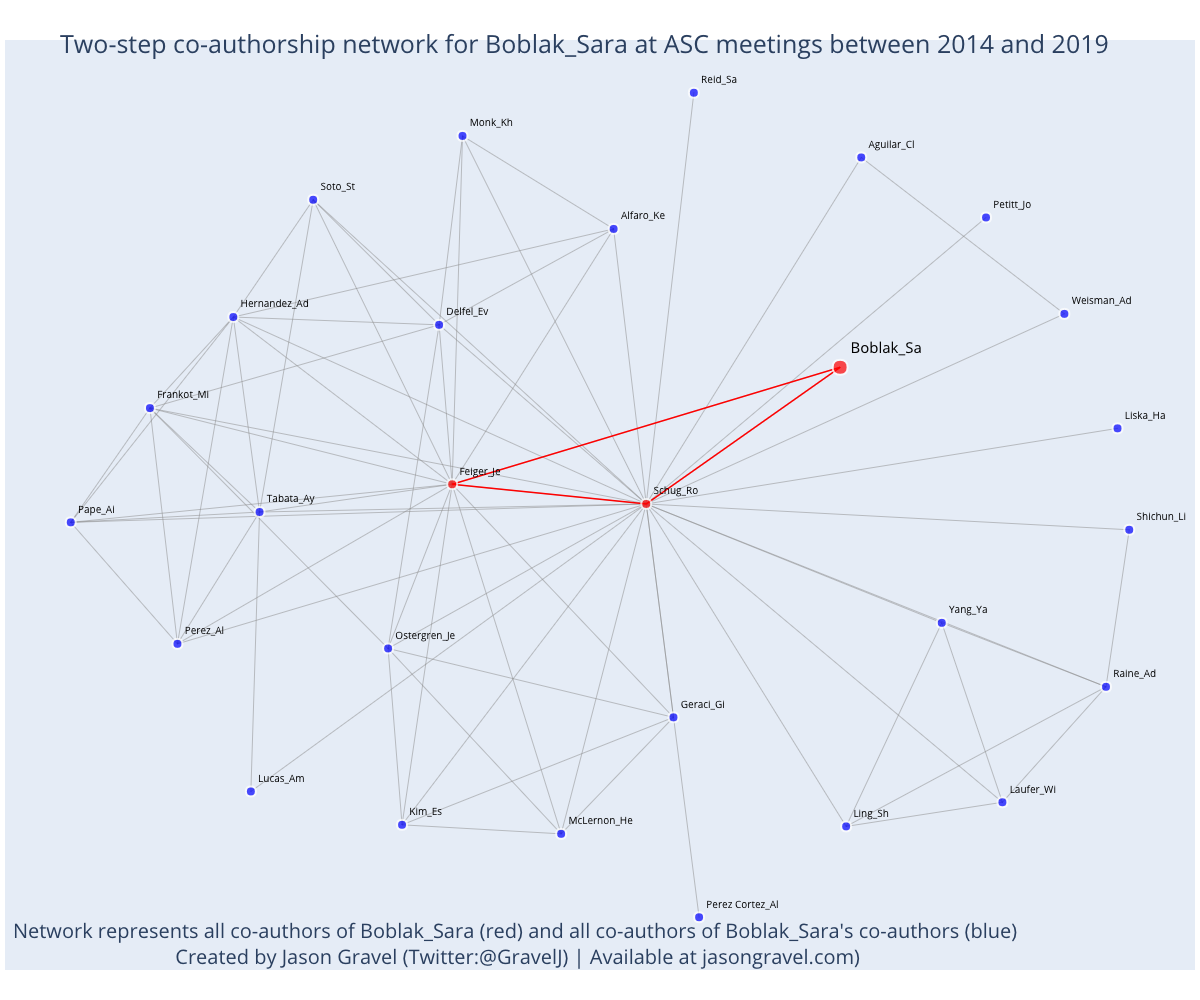 Two-step co-authorship network for Boblak_Sara at ASC meetings between 2014 and 2019
Reid_Sa
Monk_Kh
Aguilar_Cl
Soto_St
Petitt_Jo
Alfaro_Ke
Weisman_Ad
Hernandez_Ad
Delfel_Ev
Boblak_Sa
Frankot_Mi
Liska_Ha
Feiger_Je
Schug_Ro
Tabata_Ay
Pape_Ai
Shichun_Li
Yang_Ya
Perez_Al
Ostergren_Je
Raine_Ad
Geraci_Gi
Lucas_Am
Laufer_Wi
Kim_Es
McLernon_He
Ling_Sh
Perez Cortez_Al
Network represents all co-authors of Boblak_Sara (red) and all co-authors of Boblak_Sara's co-authors (blue)
Created by Jason Gravel (Twitter:@GravelJ) | Available at jasongravel.com)